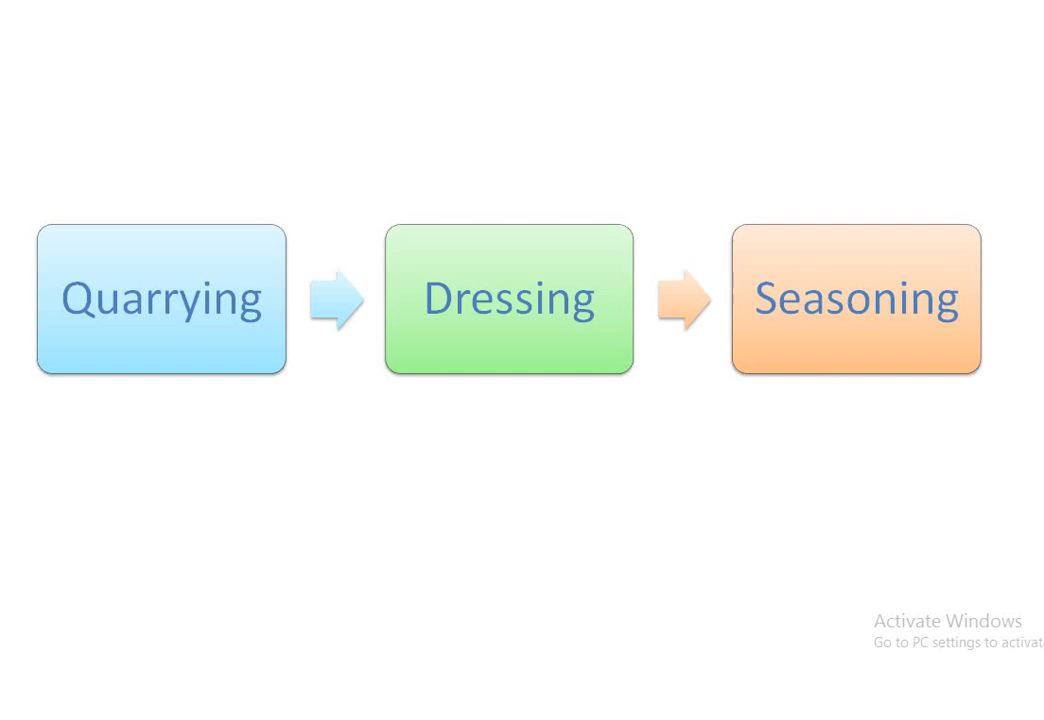 Quarrying
Dressing
Seasoning
Activate Windows
Go to PC settings to activat